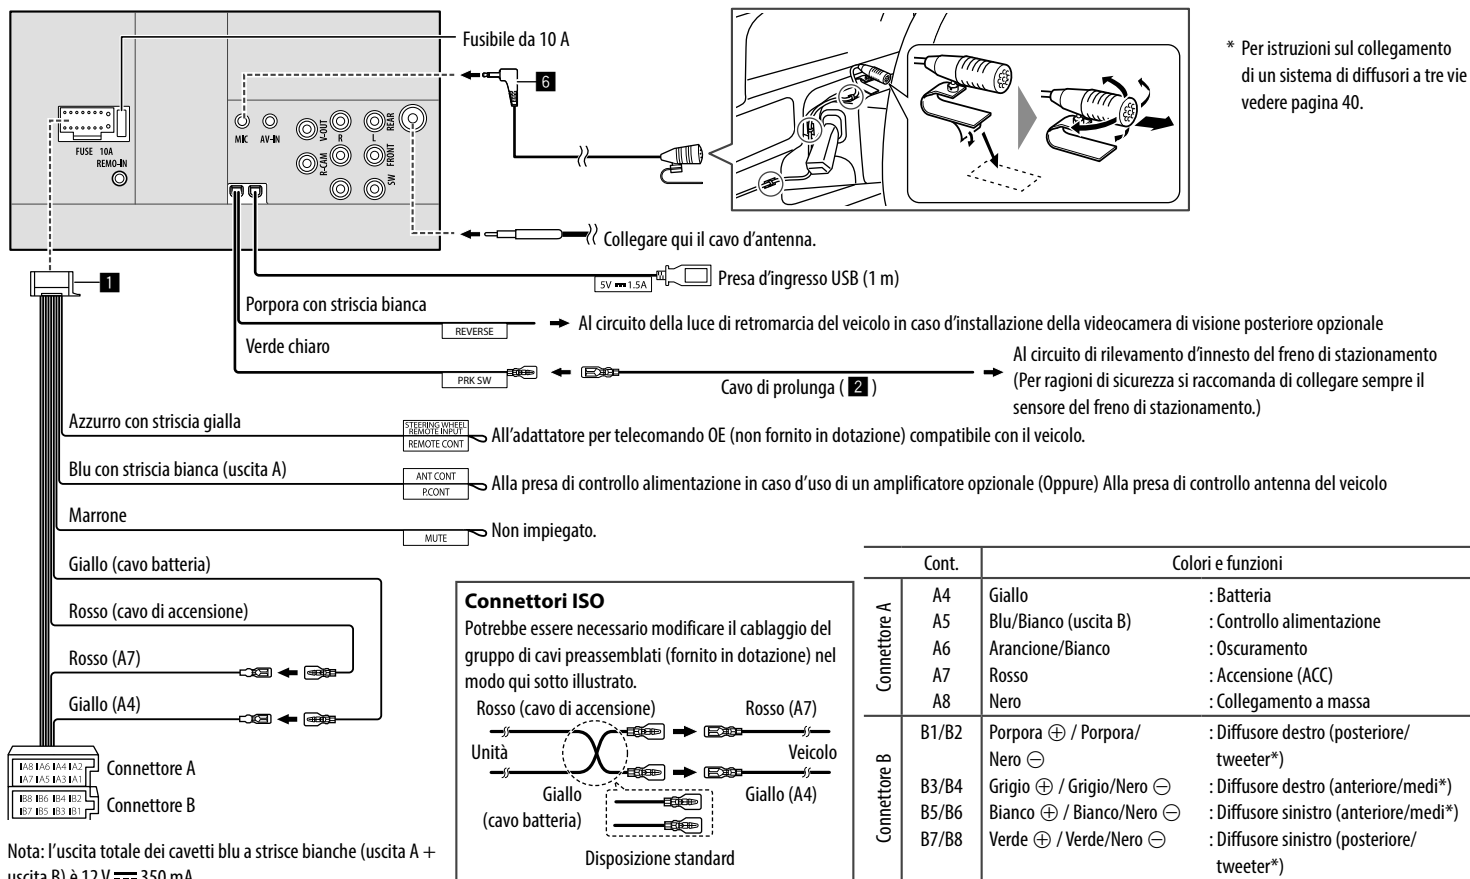 Fusibile da 10 A
6
* Per istruzioni sul collegamento
di un sistema di diffusori a tre vie
vedere pagina 40.
FUSE 10A
REMO-IN
MIC
AV-IN
V-OUT
R-CAM
R
L
REAR
FRONT
SW
Collegare qui il cavo d'antenna.
5V ⎓ 1.5A
Presa d'ingresso USB (1 m)
1
Porpora con striscia bianca
REVERSE
Al circuito della luce di retromarcia del veicolo in caso d'installazione della videocamera di visione posteriore opzionale
Verde chiaro
PRK SW
Cavo di prolunga ( 2 )
Al circuito di rilevamento d'innesto del freno di stazionamento
(Per ragioni di sicurezza si raccomanda di collegare sempre il
sensore del freno di stazionamento.)
Azzurro con striscia gialla
STEERING WHEEL
REMOTE INPUT
REMOTE CONT
All'adattatore per telecomando OE (non fornito in dotazione) compatibile con il veicolo.
Blu con striscia bianca (uscita A)
ANT CONT
P.CONT
Alla presa di controllo alimentazione in caso d'uso di un amplificatore opzionale (Oppure) Alla presa di controllo antenna del veicolo
Marrone
MUTE
Non impiegato.
Giallo (cavo batteria)
Rosso (cavo di accensione)
Rosso (A7)
Giallo (A4)
A8 A6 A4 A2
A7 A5 A3 A1
Connettore A
B8 B6 B4 B2
B7 B5 B3 B1
Connettore B
Nota: l'uscita totale dei cavetti blu a strisce bianche (uscita A +
uscita B) è 12 V ⎓ 350 mA
Connettori ISO
Potrebbe essere necessario modificare il cablaggio del
gruppo di cavi preassemblati (fornito in dotazione) nel
modo qui sotto illustrato.
Rosso (cavo di accensione)
Rosso (A7)
Unità
Veicolo
Giallo
(cavo batteria)
Giallo (A4)
Disposizione standard
Cont. Colori e funzioni
Connettore A
A4 Giallo : Batteria
A5 Blu/Bianco (uscita B) : Controllo alimentazione
A6 Arancione/Bianco : Oscuramento
A7 Rosso : Accensione (ACC)
A8 Nero : Collegamento a massa
Connettore B
B1/B2 Porpora ⊕ / Porpora/ : Diffusore destro (posteriore/
Nero ⊖ tweeter*)
B3/B4 Grigio ⊕ / Grigio/Nero ⊖ : Diffusore destro (anteriore/medi*)
B5/B6 Bianco ⊕ / Bianco/Nero ⊖ : Diffusore sinistro (anteriore/medi*)
B7/B8 Verde ⊕ / Verde/Nero ⊖ : Diffusore sinistro (posteriore/
tweeter*)